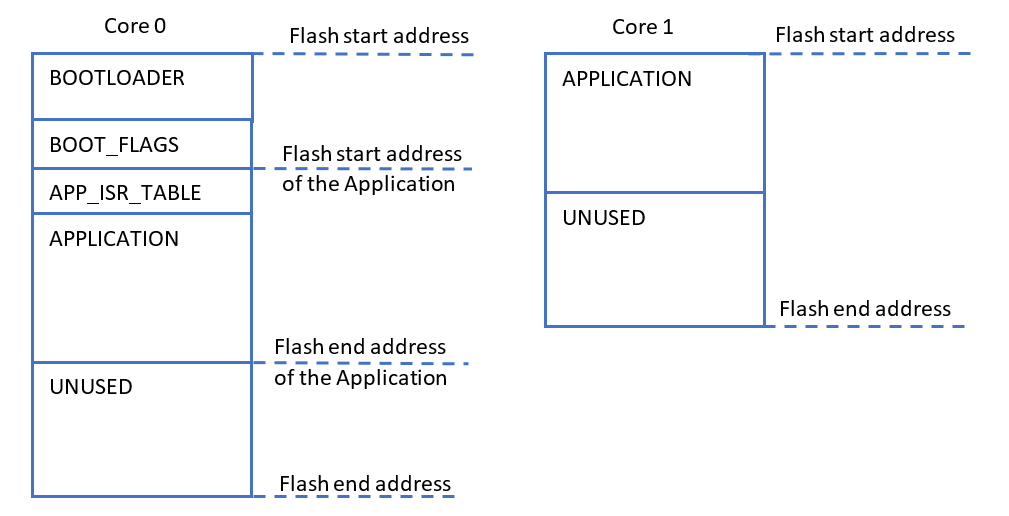 Core 0
Flash start address
BOOTLOADER
BOOT_FLAGS
Flash start address
of the Application
APP_ISR_TABLE
APPLICATION
Flash end address
of the Application
UNUSED
Flash end address
Core 1
Flash start address
APPLICATION
UNUSED
Flash end address